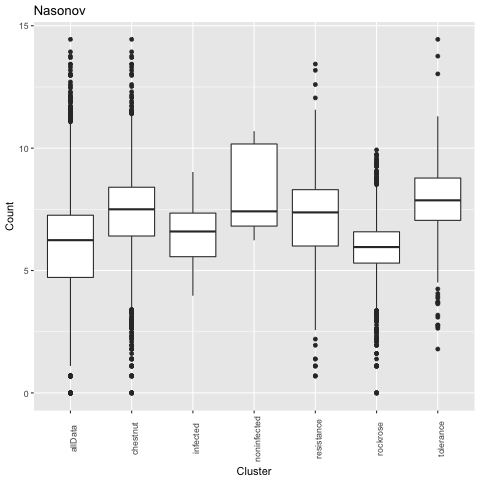 Nasonov
15
10
5
0
Count
allData
chestnut
infected
noninfected
resistance
rockrose
tolerance
Cluster